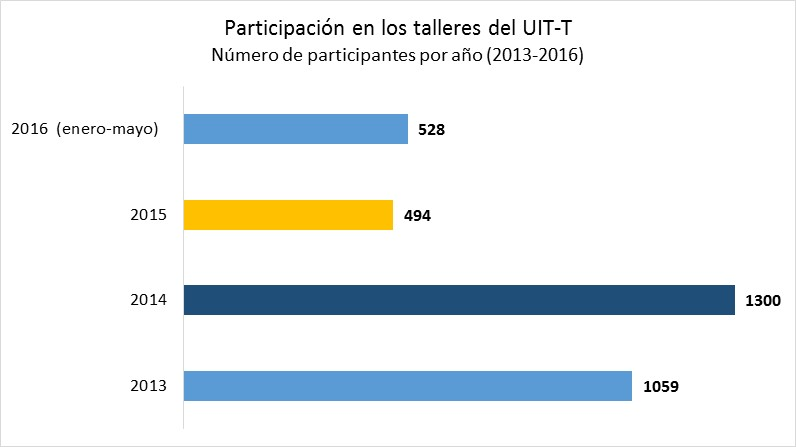 Participación en los talleres del UIT-T
Número de participantes por año (2013-2016)
2016 (enero-mayo) 528
2015 494
2014 1300
2013 1059